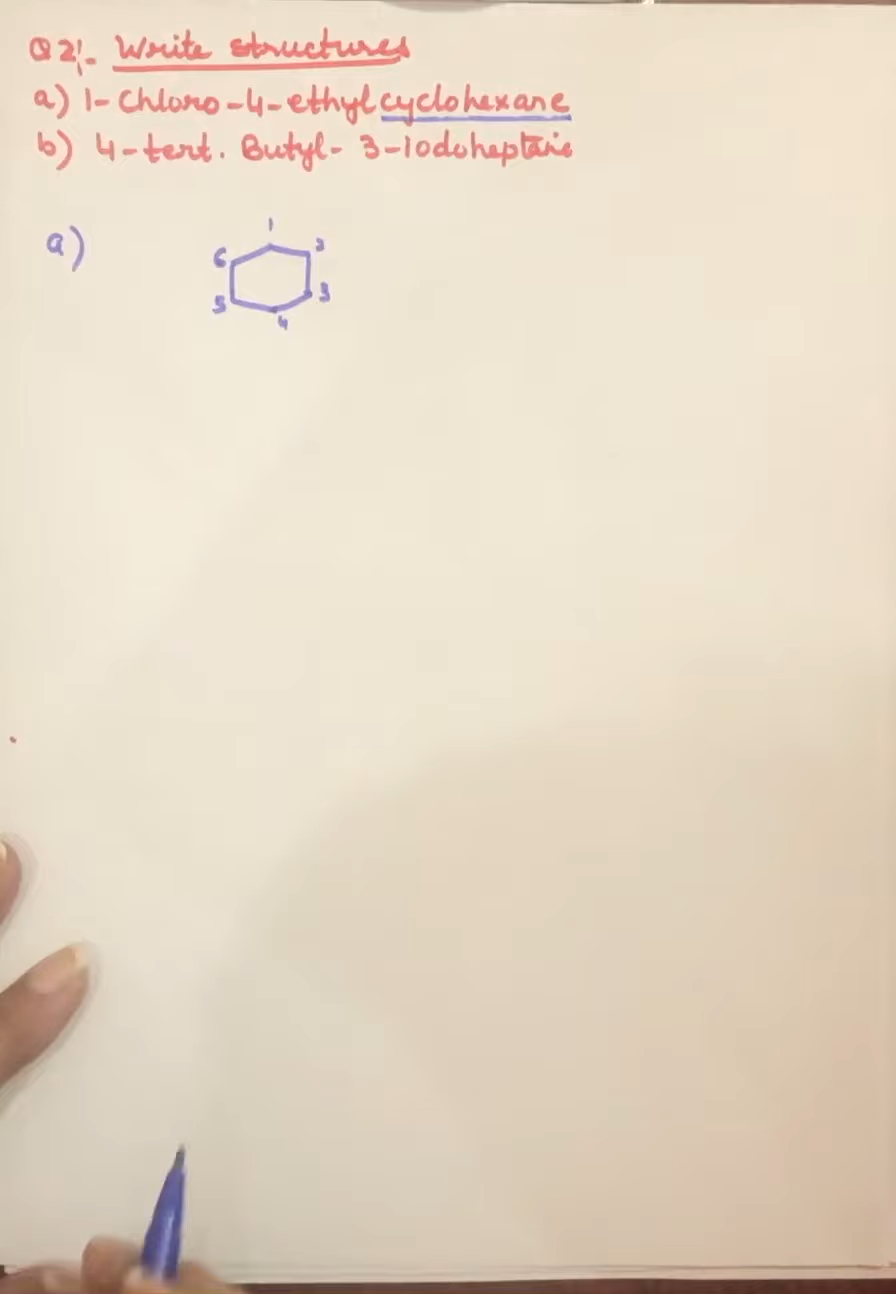 Q2:- Write structures
a) 1-Chloro-4-ethylcyclohexane
b) 4-tert. Butyl- 3-iodoheptane
a)
1
6 2
5 3
4